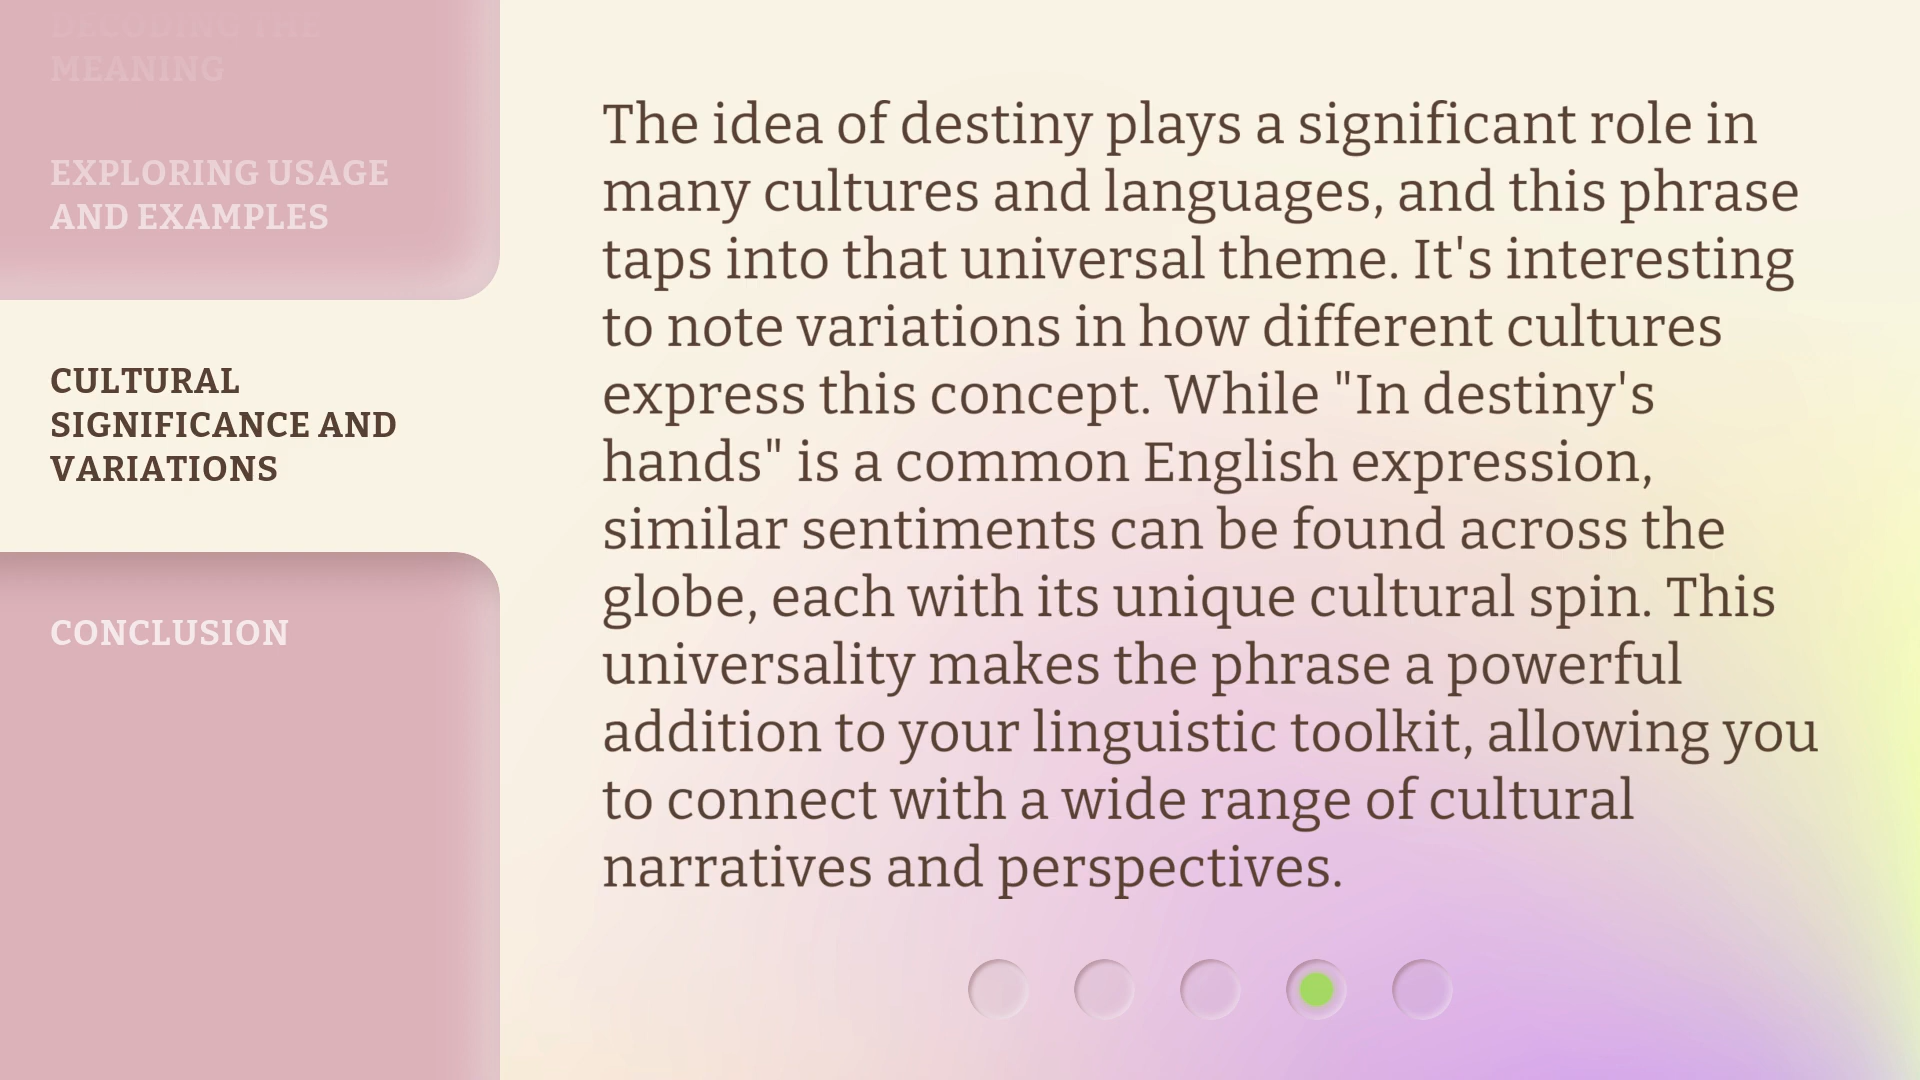 DECODING THE
MEANING
EXPLORING USAGE
AND EXAMPLES
CULTURAL
SIGNIFICANCE AND
VARIATIONS
CONCLUSION
The idea of destiny plays a significant role in
many cultures and languages, and this phrase
taps into that universal theme. It's interesting
to note variations in how different cultures
express this concept. While "In destiny's
hands" is a common English expression,
similar sentiments can be found across the
globe, each with its unique cultural spin. This
universality makes the phrase a powerful
addition to your linguistic toolkit, allowing you
to connect with a wide range of cultural
narratives and perspectives.